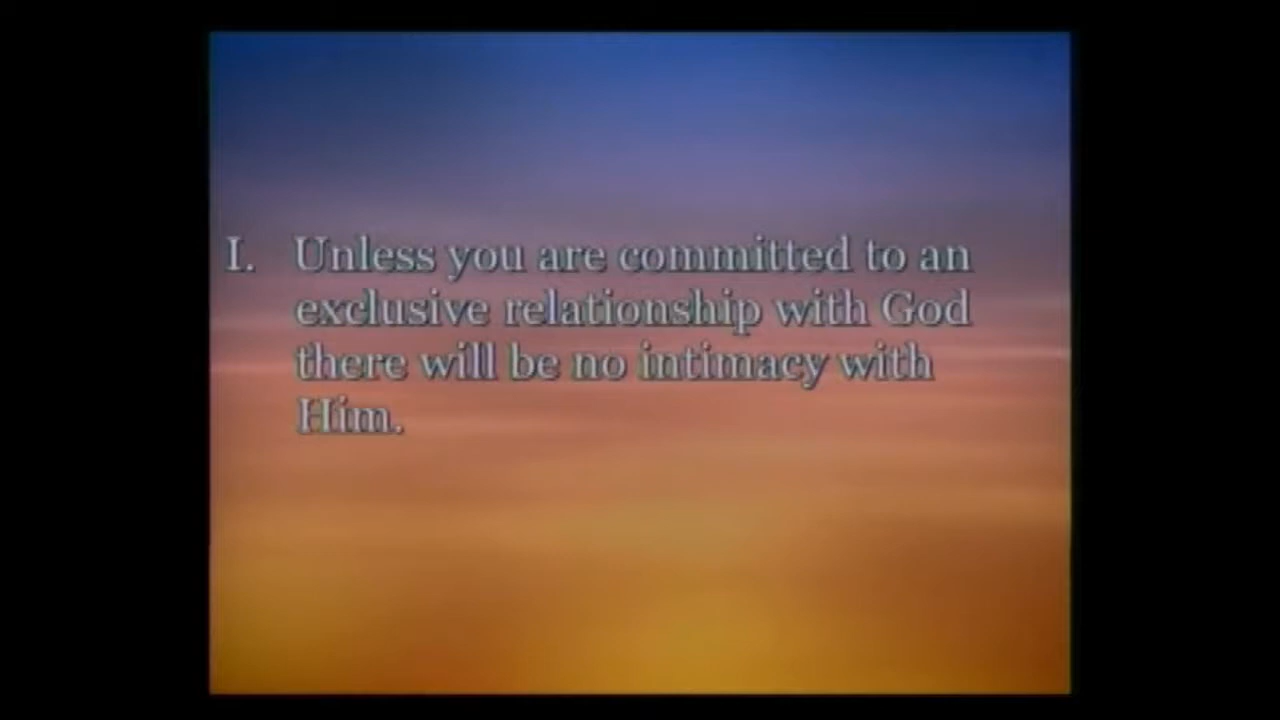 I. Unless you are committed to an
exclusive relationship with God
there will be no intimacy with
Him.